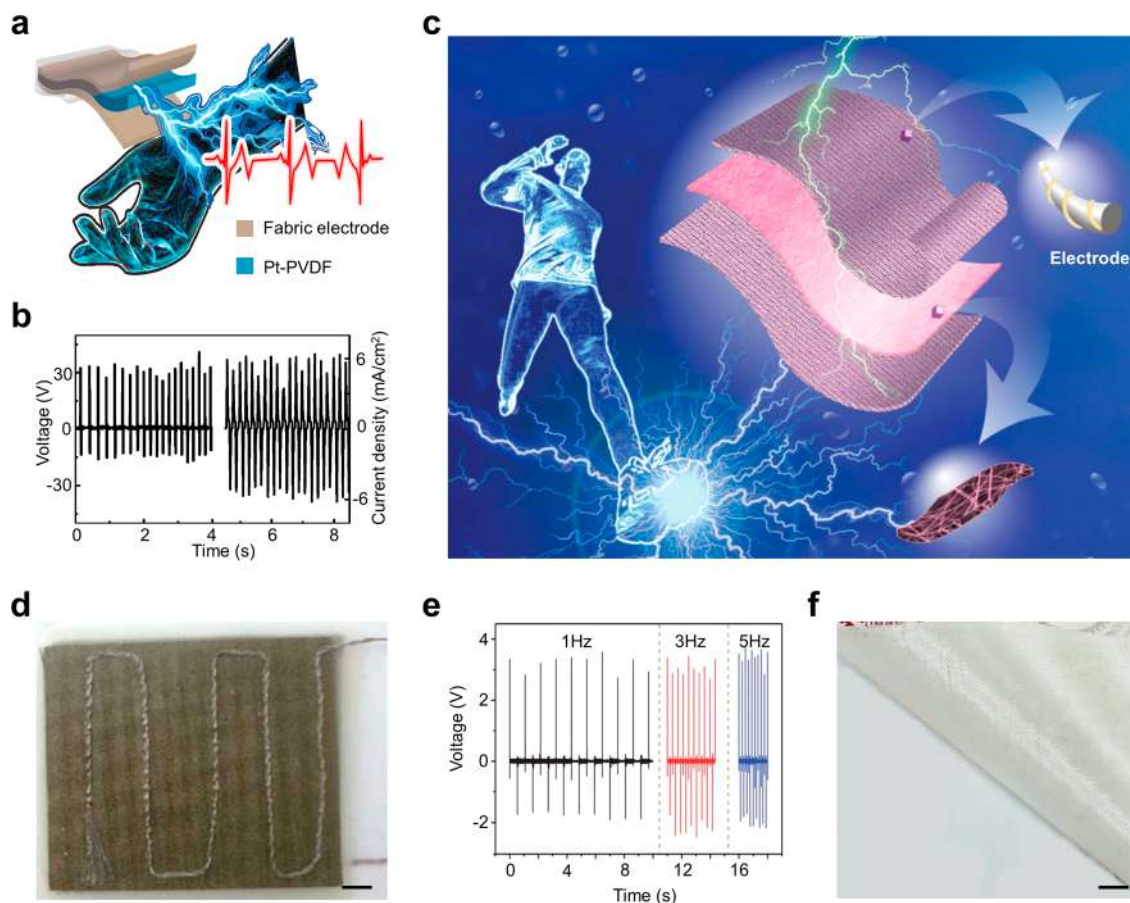 a
Fabric electrode
Pt-PVDF
b
Voltage (V)
30
0
-30
6
0
-6
Current density (mA/cm²)
0 2 4 6 8
Time (s)
c
Electrode
d
e
1Hz 3Hz 5Hz
Voltage (V)
4
2
0
-2
0 4 8 12 16
Time (s)
f